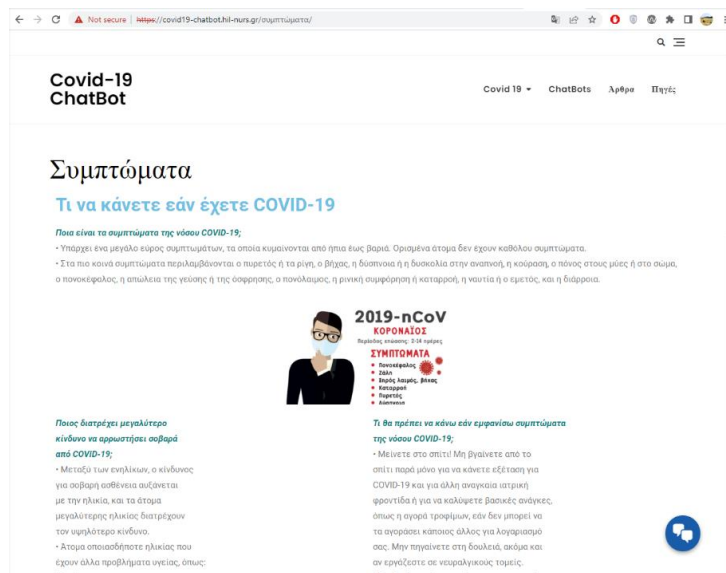 Not secure | https://covid19-chatbot.hil-nurs.gr/συμπτώματα/
Covid-19
ChatBot
Covid 19
ChatBots
Άρθρα
Πηγές
Συμπτώματα
Τι να κάνετε εάν έχετε COVID-19
Ποια είναι τα συμπτώματα της νόσου COVID-19;
• Υπάρχει ένα μεγάλο εύρος συμπτωμάτων, τα οποία κυμαίνονται από ήπια έως βαριά. Ορισμένα άτομα δεν έχουν καθόλου συμπτώματα.
• Στα πιο κοινά συμπτώματα περιλαμβάνονται ο πυρετός ή τα ρίγη, ο βήχας, η δύσπνοια ή η δυσκολία στην αναπνοή, η κούραση, ο πόνος στους μύες ή στο σώμα,
ο πονοκέφαλος, η απώλεια της γεύσης ή της όσφρησης, ο πονόλαιμος, η ρινική συμφόρηση ή καταρροή, η ναυτία ή ο εμετός, και η διάρροια.
2019-nCoV
ΚΟΡΟΝΑΪΟΣ
Περίοδος επώασης: 2-14 ημέρες
ΣΥΜΠΤΩΜΑΤΑ
Πονοκέφαλος
Ζάλη
Ξηρός λαιμός, βήχας
Καταρροή
Πυρετός
Δύσπνοια
Ποιος διατρέχει μεγαλύτερο
κίνδυνο να αρρωστήσει σοβαρά
από COVID-19;
• Μεταξύ των ενηλίκων, ο κίνδυνος
για σοβαρή ασθένεια αυξάνεται
με την ηλικία, και τα άτομα
μεγαλύτερης ηλικίας διατρέχουν
τον υψηλότερο κίνδυνο.
• Άτομα οποιασδήποτε ηλικίας που
έχουν άλλα προβλήματα υγείας, όπως:
Τι θα πρέπει να κάνω εάν εμφανίσω συμπτώματα
της νόσου COVID-19;
• Μείνετε στο σπίτι! Μη βγαίνετε από το
σπίτι παρά μόνο για να κάνετε εξέταση για
COVID-19 και για άλλη αναγκαία ιατρική
φροντίδα ή για να καλύψετε βασικές ανάγκες,
όπως η αγορά τροφίμων, εάν δεν μπορεί να
τα αγοράσει κάποιος άλλος για λογαριασμό
σας. Μην πηγαίνετε στη δουλειά, ακόμα και
αν εργάζεστε σε νευραλγικούς τομείς.